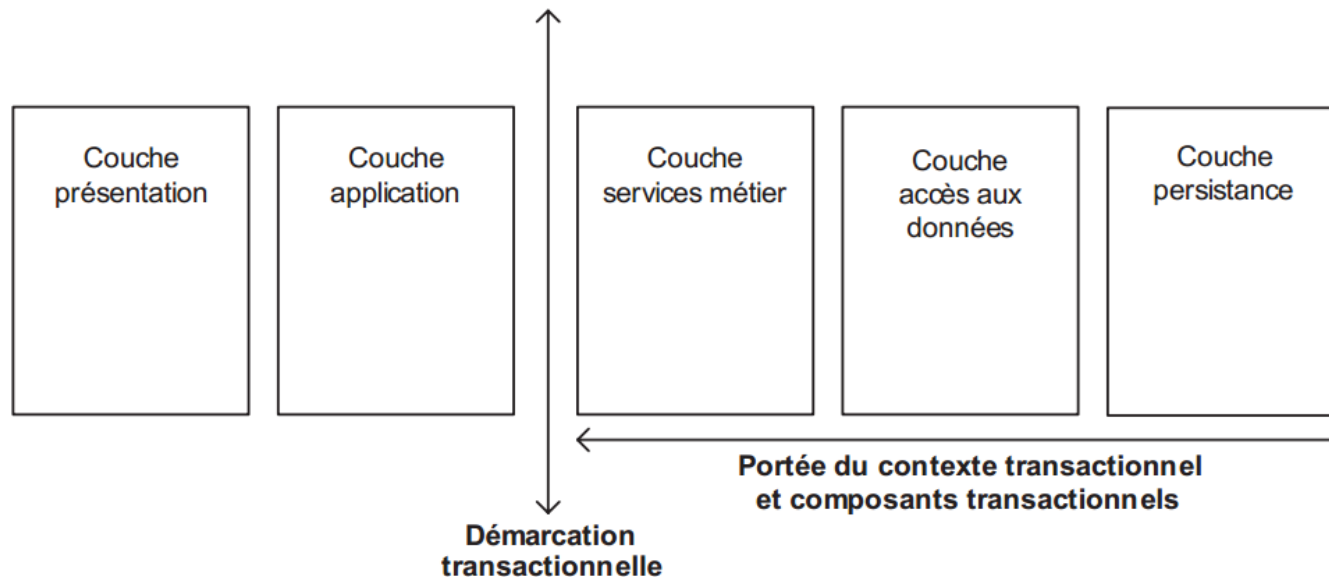 Couche
présentation
Couche
application
Couche
services métier
Couche
accès aux
données
Couche
persistance
Portée du contexte transactionnel
et composants transactionnels
Démarcation
transactionnelle